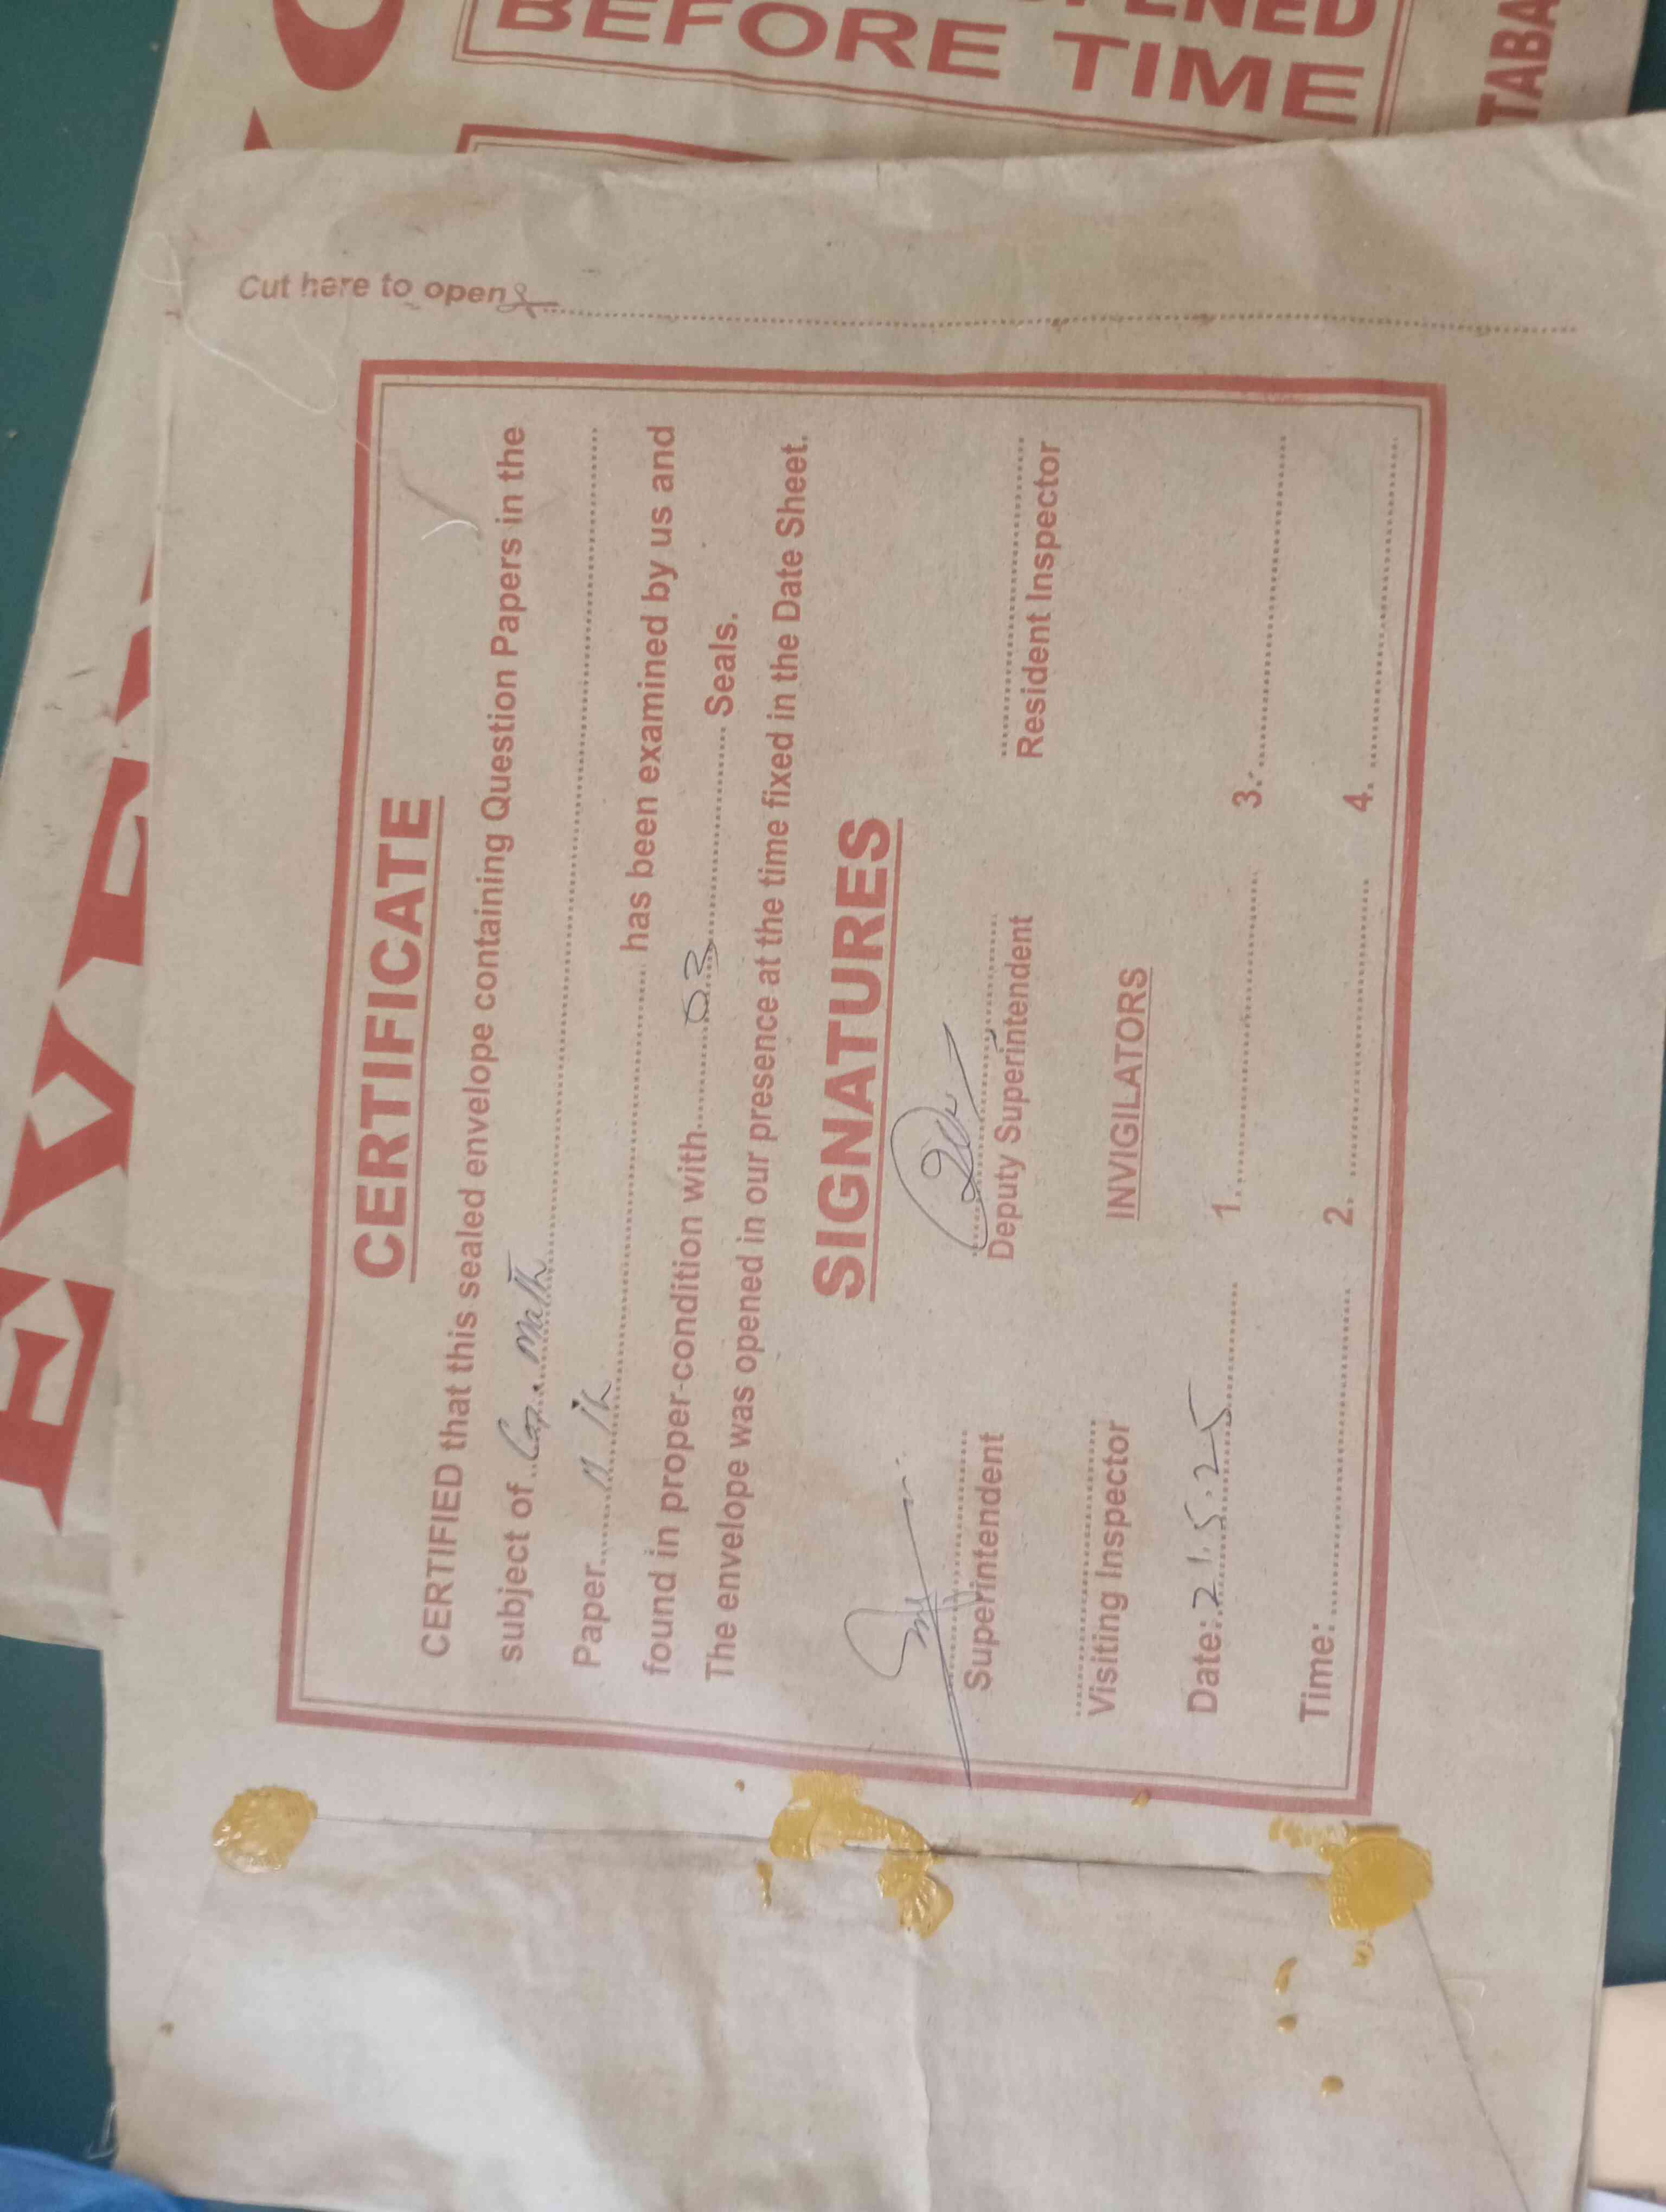 CERTIFICATE
CERTIFIED that this sealed envelope containing Question Papers in the
subject of Math
Paper has been examined by us and
found in proper-condition with 03 Seals.
The envelope was opened in our presence at the time fixed in the Date Sheet.
SIGNATURES
Superintendent Deputy Superintendent Resident Inspector
Visiting Inspector INVIGILATORS
Date: 21.5.25 1. 3.
Time: 2. 4.
Cut here to open
BEFORE TIME